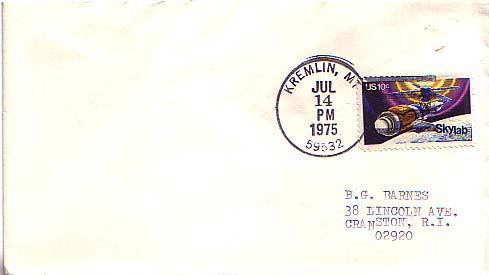 KREMLIN, MT
JUL
14
PM
1975
59532
US 10c
Skylab
B.G. BARNES
38 LINCOLN AVE.
CRANSTON, R.I.
02920